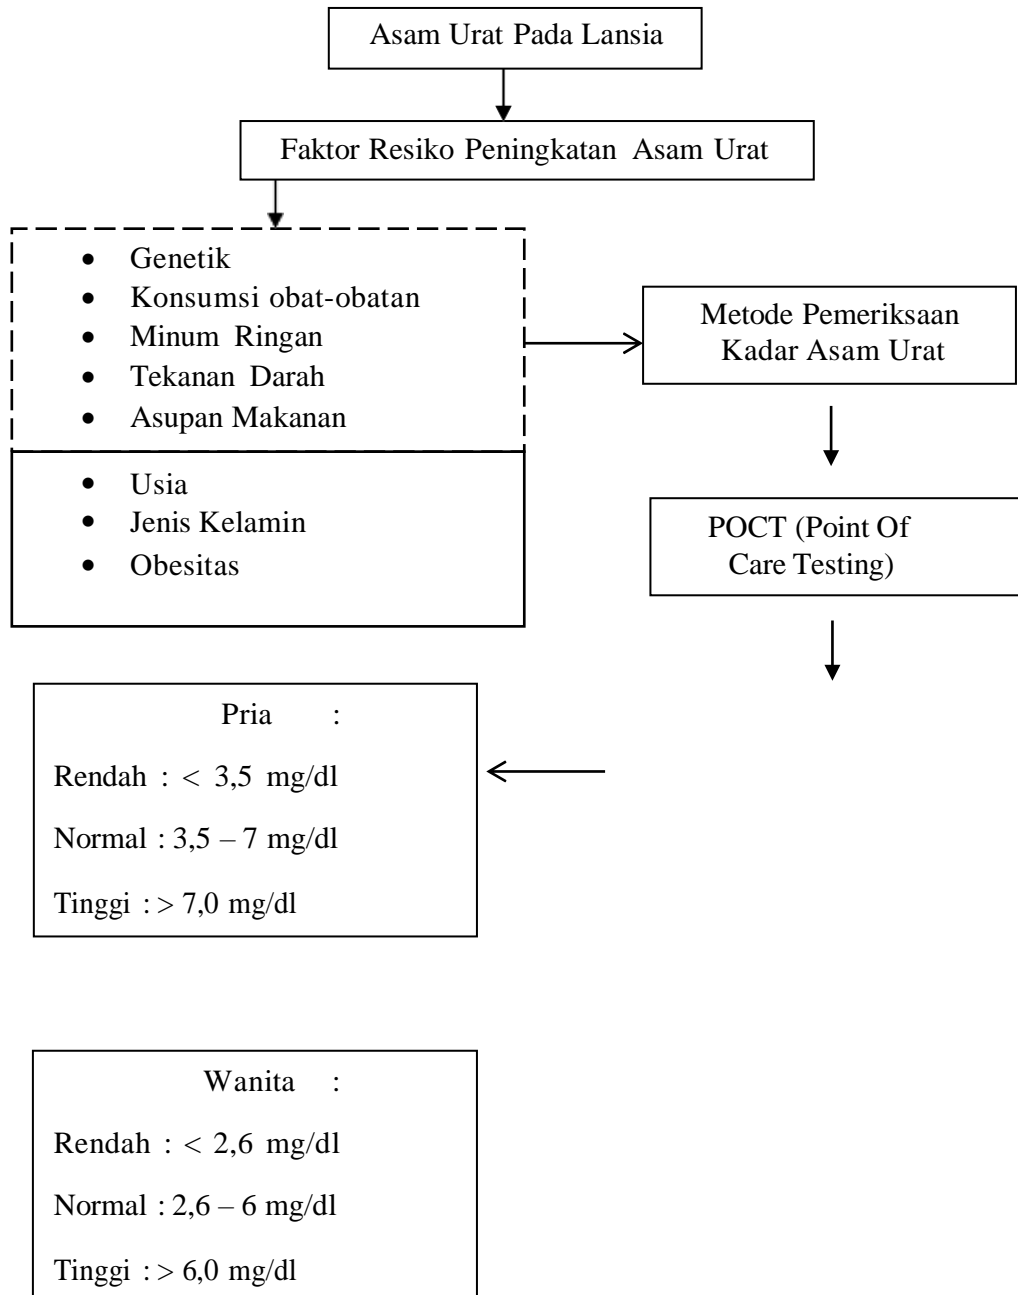 Asam Urat Pada Lansia
Faktor Resiko Peningkatan Asam Urat
• Genetik
• Konsumsi obat-obatan
• Minum Ringan
• Tekanan Darah
• Asupan Makanan
• Usia
• Jenis Kelamin
• Obesitas
Metode Pemeriksaan
Kadar Asam Urat
POCT (Point Of
Care Testing)
Pria :
Rendah : < 3,5 mg/dl
Normal : 3,5 – 7 mg/dl
Tinggi : > 7,0 mg/dl
Wanita :
Rendah : < 2,6 mg/dl
Normal : 2,6 – 6 mg/dl
Tinggi : > 6,0 mg/dl